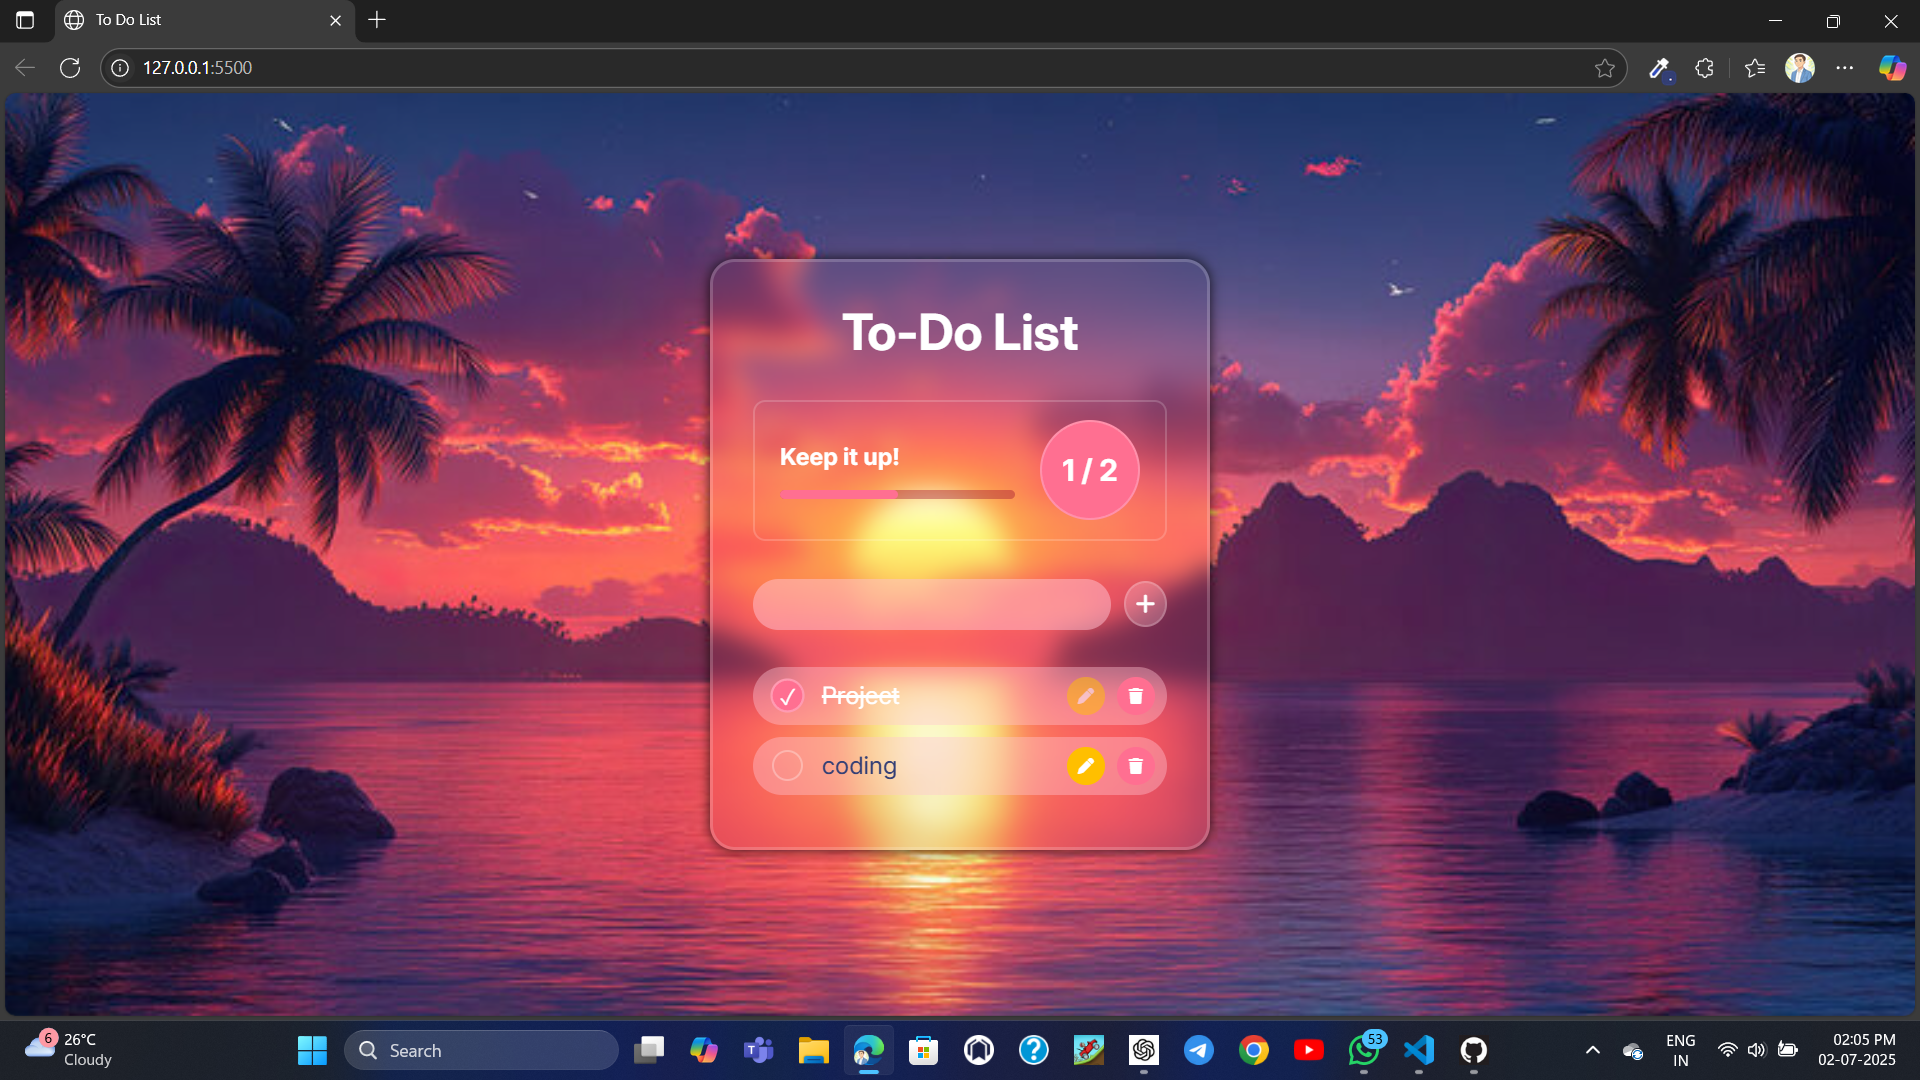 To Do List
127.0.0.1:5500
To-Do List
Keep it up!
1 / 2
Project
coding
6
26°C
Cloudy
Search
T
53
ENG
IN
02:05 PM
02-07-2025